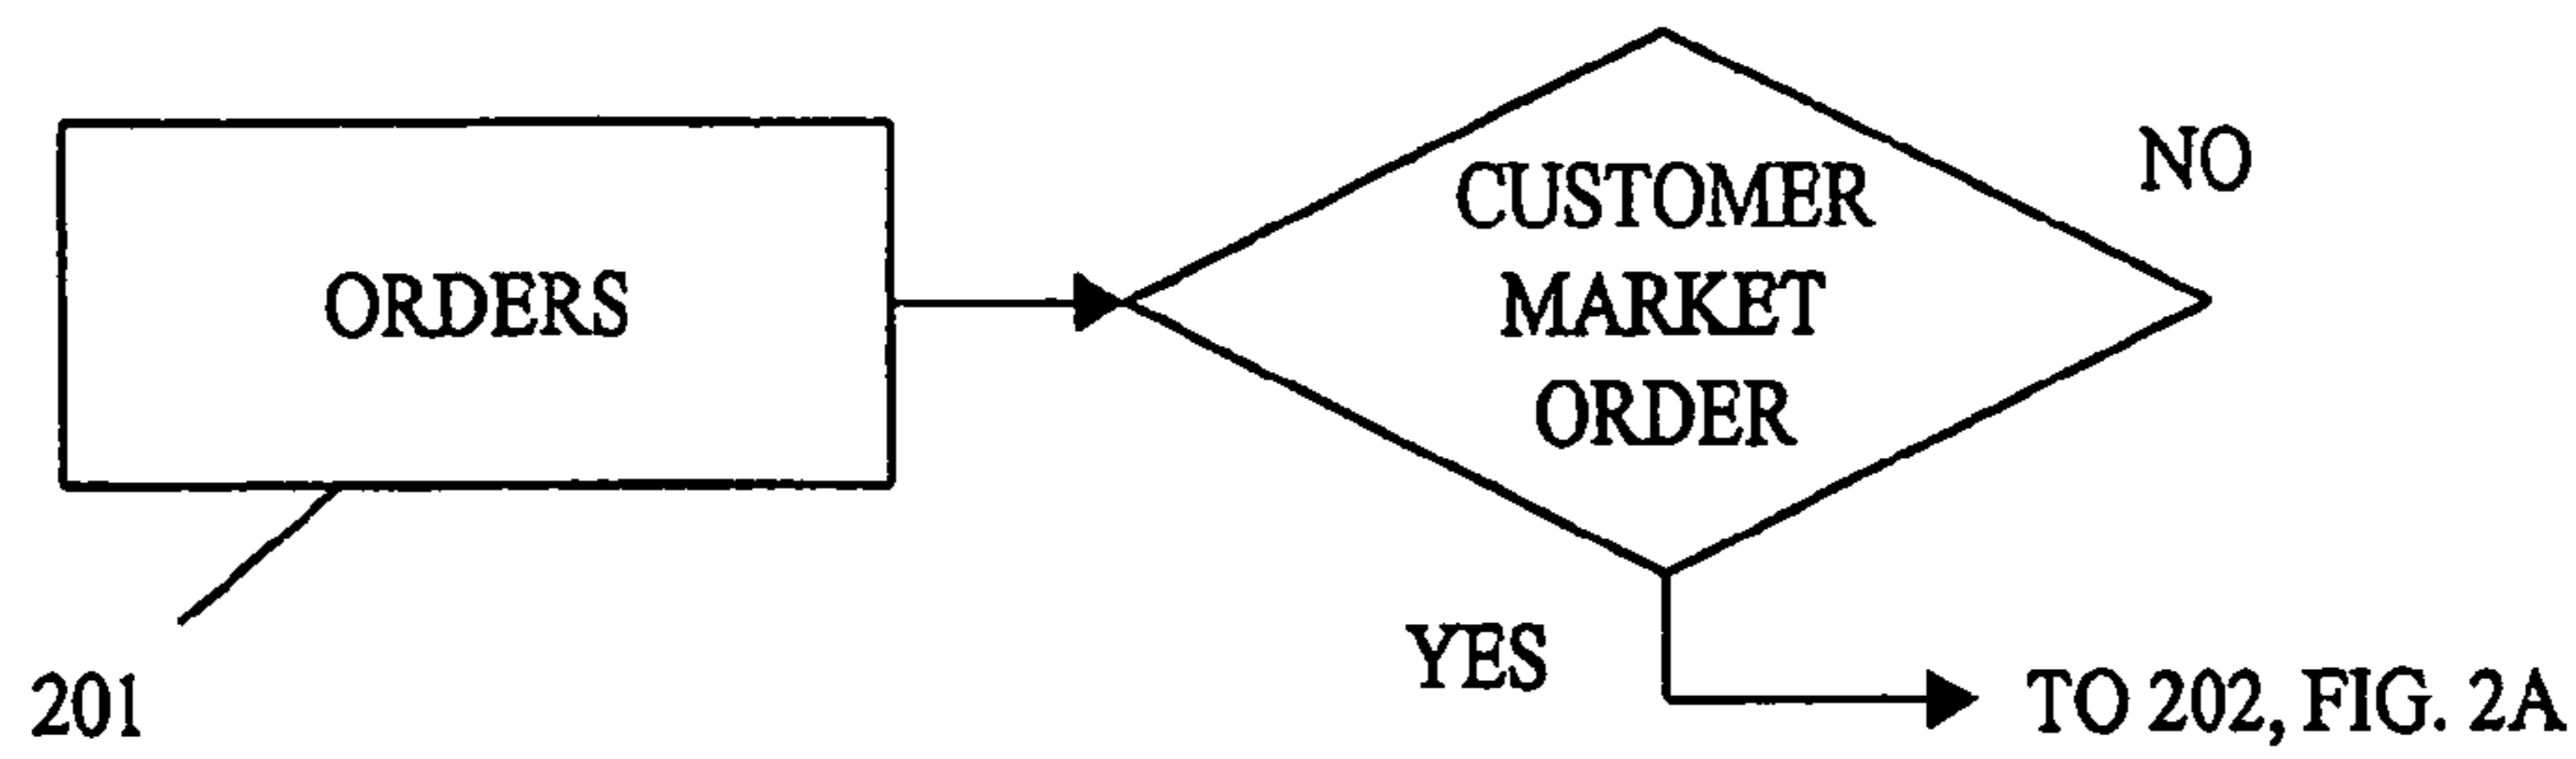 ORDERS
CUSTOMER
MARKET
ORDER
NO
YES
201
TO 202, FIG. 2A